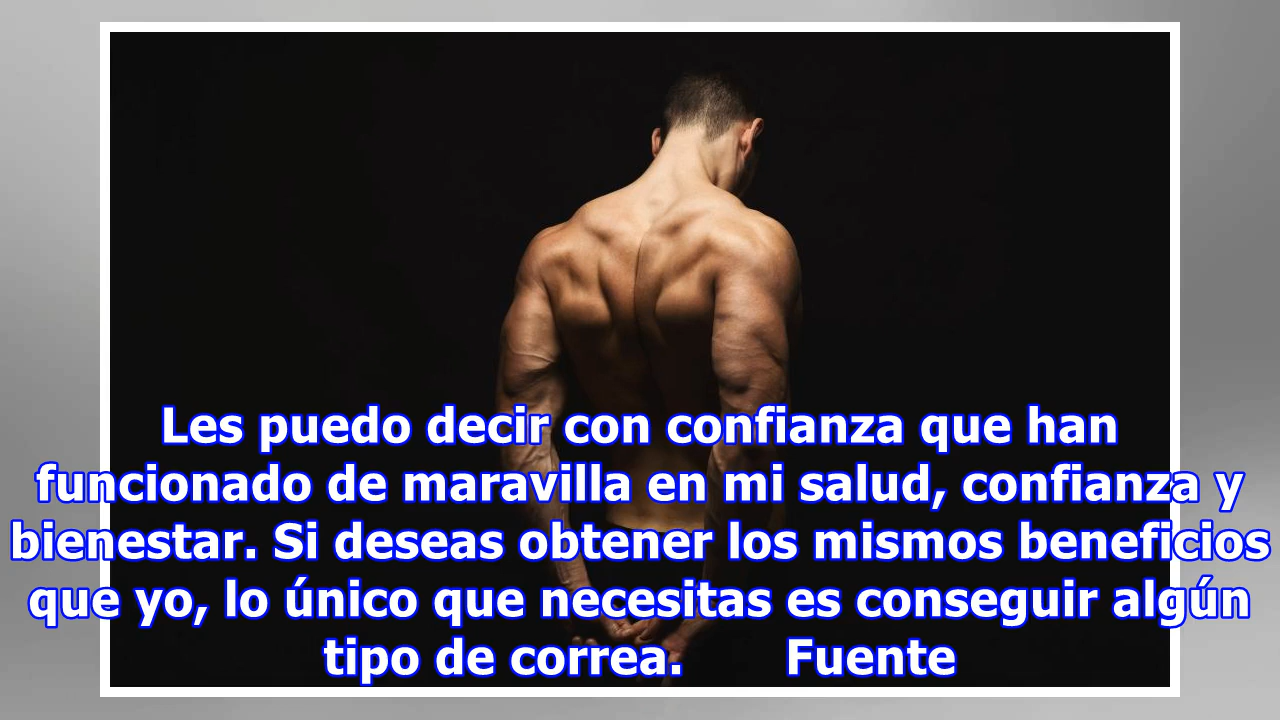 Les puedo decir con confianza que han
funcionado de maravilla en mi salud, confianza y
bienestar. Si deseas obtener los mismos beneficios
que yo, lo único que necesitas es conseguir algún
tipo de correa. Fuente